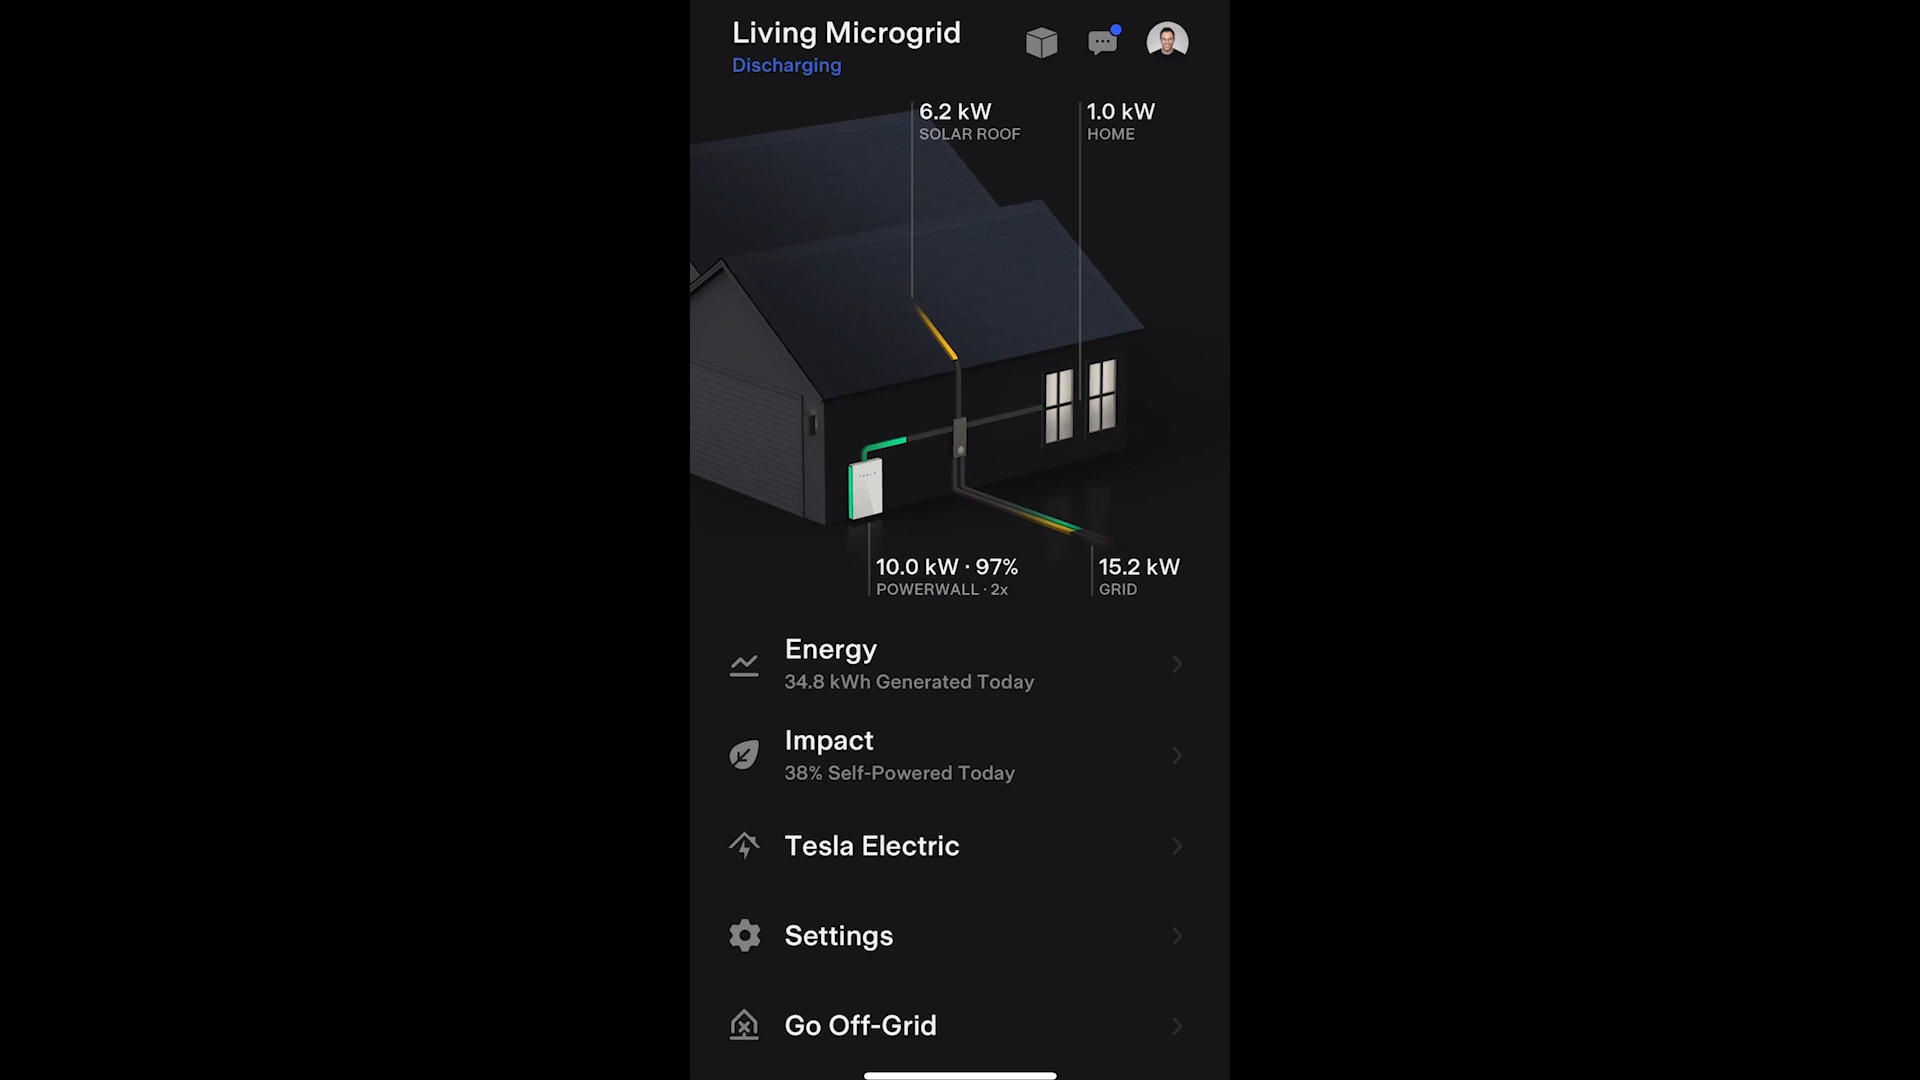 Living Microgrid
Discharging
6.2 kW
SOLAR ROOF
1.0 kW
HOME
TESLA
10.0 kW · 97%
POWERWALL · 2x
15.2 kW
GRID
Energy
34.8 kWh Generated Today
Impact
38% Self-Powered Today
Tesla Electric
Settings
Go Off-Grid